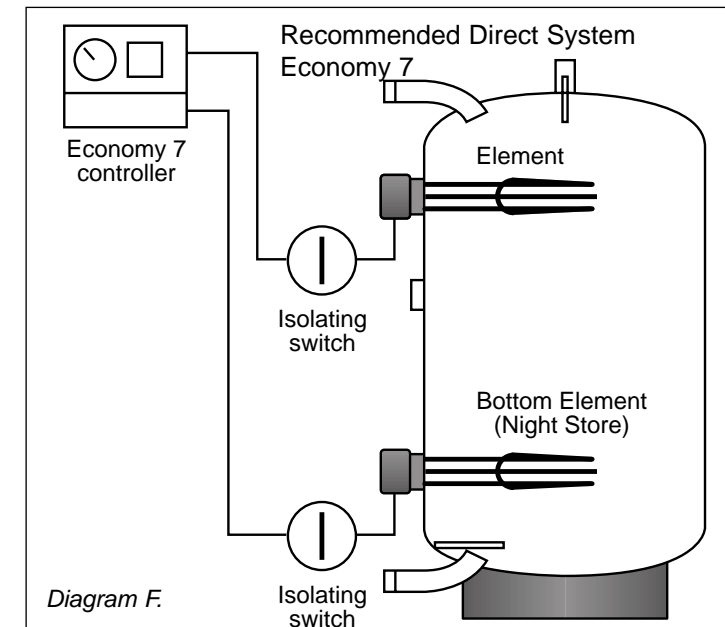 Recommended Direct System
Economy 7
Economy 7
controller
Element
Isolating
switch
Bottom Element
(Night Store)
Diagram F.
Isolating
switch